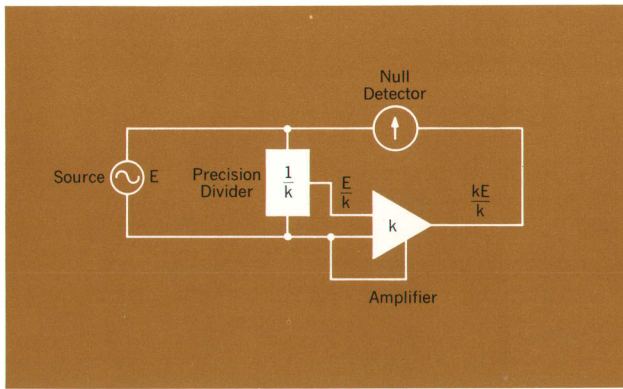 Null
Detector
Source
E
Precision
Divider
1
k
E
k
k
kE
k
Amplifier